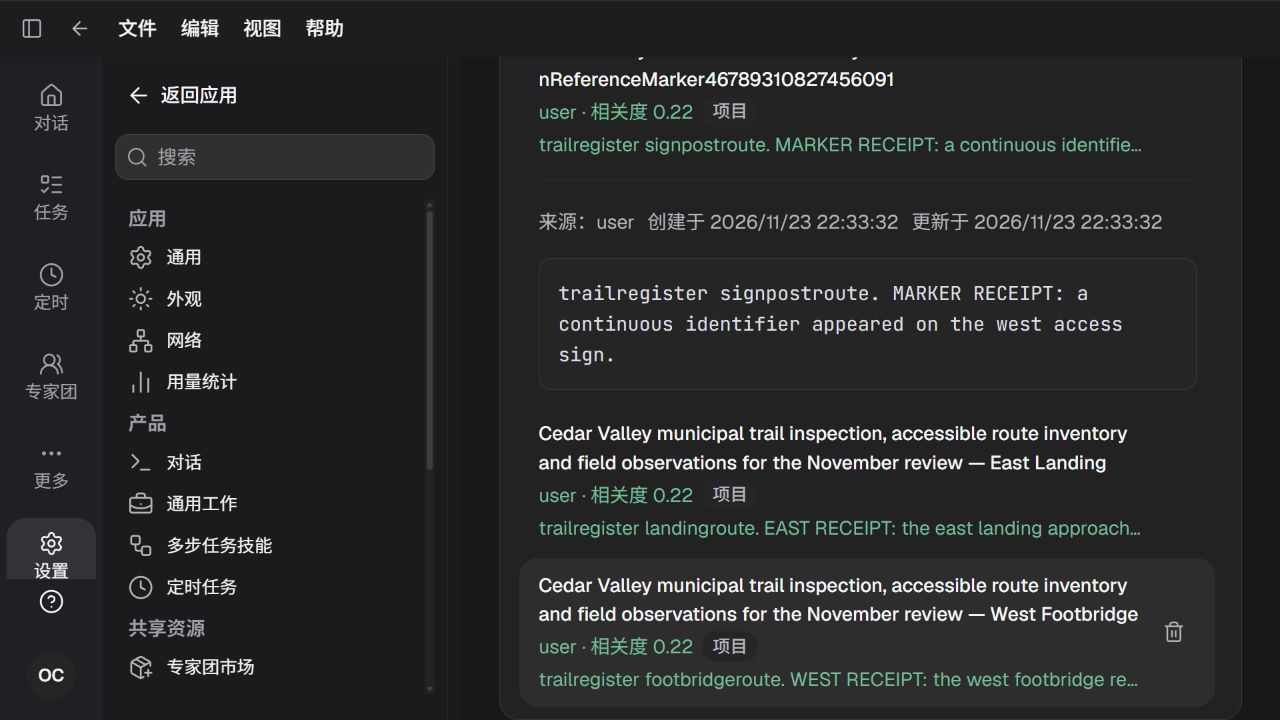 文件 编辑 视图 帮助
对话
任务
定时
专家团
更多
设置
OC
返回应用
搜索
应用
通用
外观
网络
用量统计
产品
对话
通用工作
多步任务技能
定时任务
共享资源
专家团市场
nReferenceMarker46789310827456091
user · 相关度 0.22 项目
trailregister signpostroute. MARKER RECEIPT: a continuous identifie…
来源：user 创建于 2026/11/23 22:33:32 更新于 2026/11/23 22:33:32
trailregister signpostroute. MARKER RECEIPT: a
continuous identifier appeared on the west access
sign.
Cedar Valley municipal trail inspection, accessible route inventory
and field observations for the November review — East Landing
user · 相关度 0.22 项目
trailregister landingroute. EAST RECEIPT: the east landing approach…
Cedar Valley municipal trail inspection, accessible route inventory
and field observations for the November review — West Footbridge
user · 相关度 0.22 项目
trailregister footbridgeroute. WEST RECEIPT: the west footbridge re…